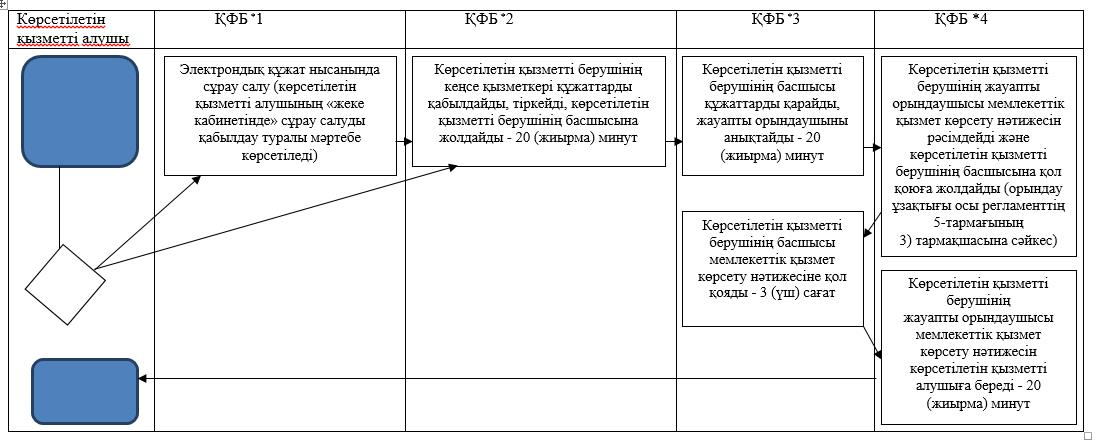 Көрсетілетін
қызметті алушы
ҚФБ *1
ҚФБ *2
ҚФБ *3
ҚФБ *4
Электрондық құжат нысанында
сұрау салу (көрсетілетін
қызметті алушының «жеке
кабинетінде» сұрау салуды
қабылдау туралы мәртебе
көрсетіледі)
Көрсетілетін қызметті берушінің
кеңсе қызметкері құжаттарды
қабылдайды, тіркейді, көрсетілетін
қызметті берушінің басшысына
жолдайды - 20 (жиырма) минут
Көрсетілетін қызметті
берушінің басшысы
құжаттарды қарайды,
жауапты орындаушыны
анықтайды - 20
(жиырма) минут
Көрсетілетін қызметті
берушінің жауапты
орындаушысы мемлекеттік
қызмет көрсету нәтижесін
рәсімдейді және
көрсетілетін қызметті
берушінің басшысына қол
қоюға жолдайды (орындау
ұзақтығы осы регламенттің
5-тармағының
3) тармақшасына сәйкес)
Көрсетілетін қызметті
берушінің басшысы
мемлекеттік қызмет
көрсету нәтижесіне қол
қояды - 3 (үш) сағат
Көрсетілетін қызметті
берушінің
жауапты орындаушысы
мемлекеттік қызмет
көрсету нәтижесін
көрсетілетін қызметті
алушыға береді - 20
(жиырма) минут